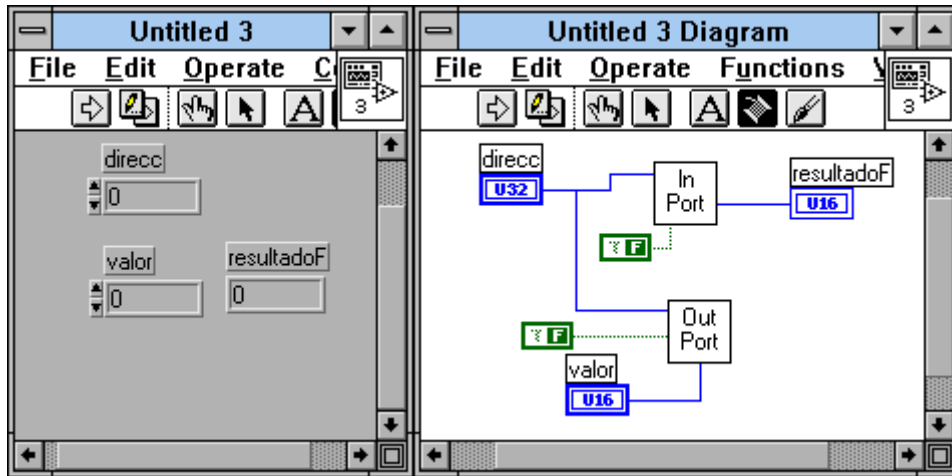 Untitled 3
File Edit Operate
3
A
direcc
0
valor
0
resultadoF
0
Untitled 3 Diagram
File Edit Operate Functions
3
A
direcc
U32
In
Port
resultadoF
U16
F
Out
Port
F
valor
U16